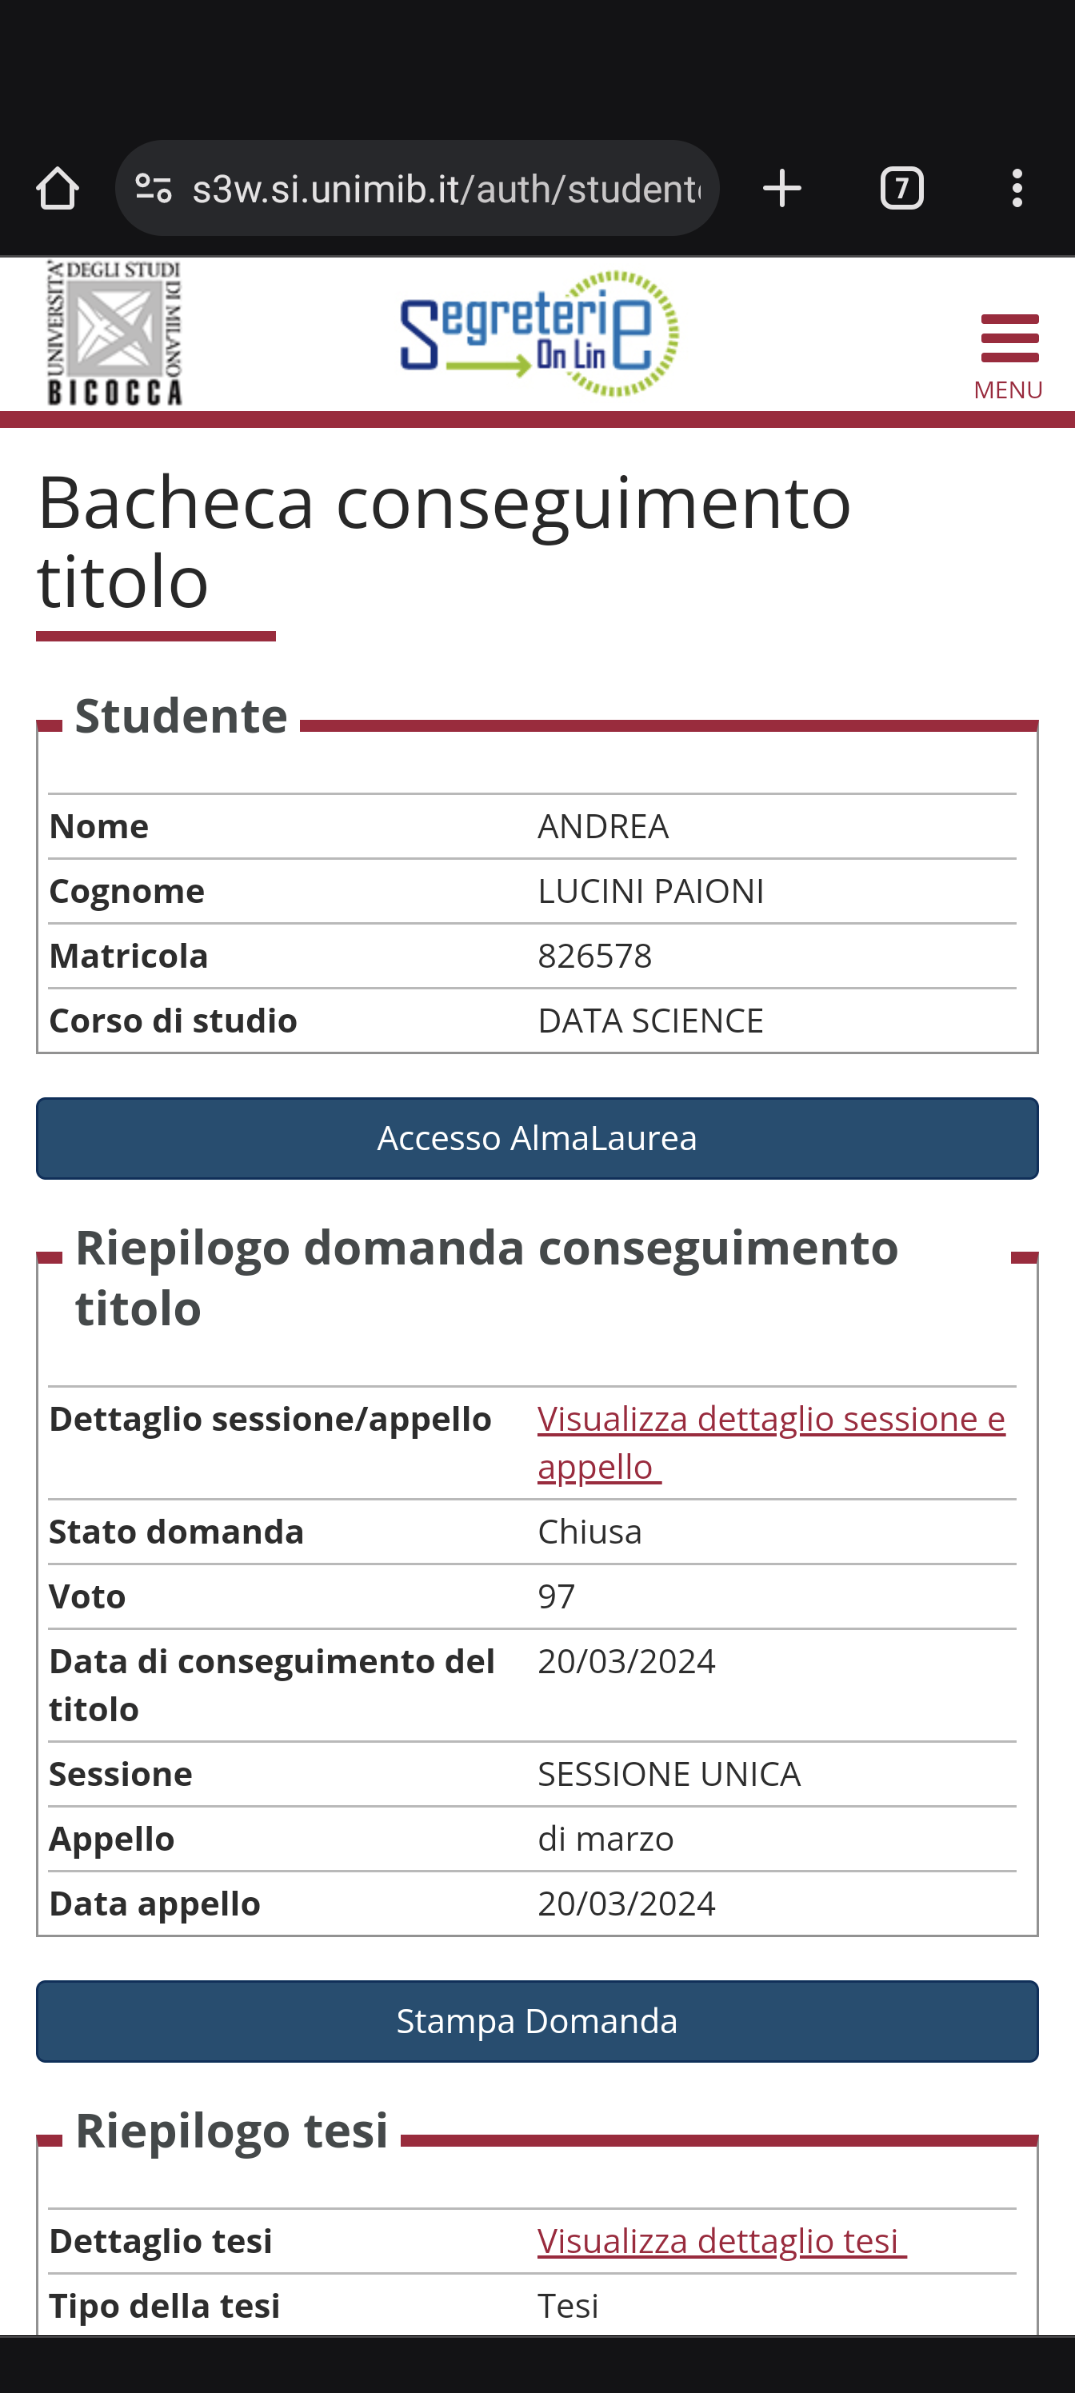 s3w.si.unimib.it/auth/student
7
UNIVERSITA' DEGLI STUDI DI MILANO
BICOCCA
Segreterie
On Line
MENU
Bacheca conseguimento
titolo
Studente
Nome ANDREA
Cognome LUCINI PAIONI
Matricola 826578
Corso di studio DATA SCIENCE
Accesso AlmaLaurea
Riepilogo domanda conseguimento
titolo
Dettaglio sessione/appello Visualizza dettaglio sessione e
appello
Stato domanda Chiusa
Voto 97
Data di conseguimento del 20/03/2024
titolo
Sessione SESSIONE UNICA
Appello di marzo
Data appello 20/03/2024
Stampa Domanda
Riepilogo tesi
Dettaglio tesi Visualizza dettaglio tesi
Tipo della tesi Tesi